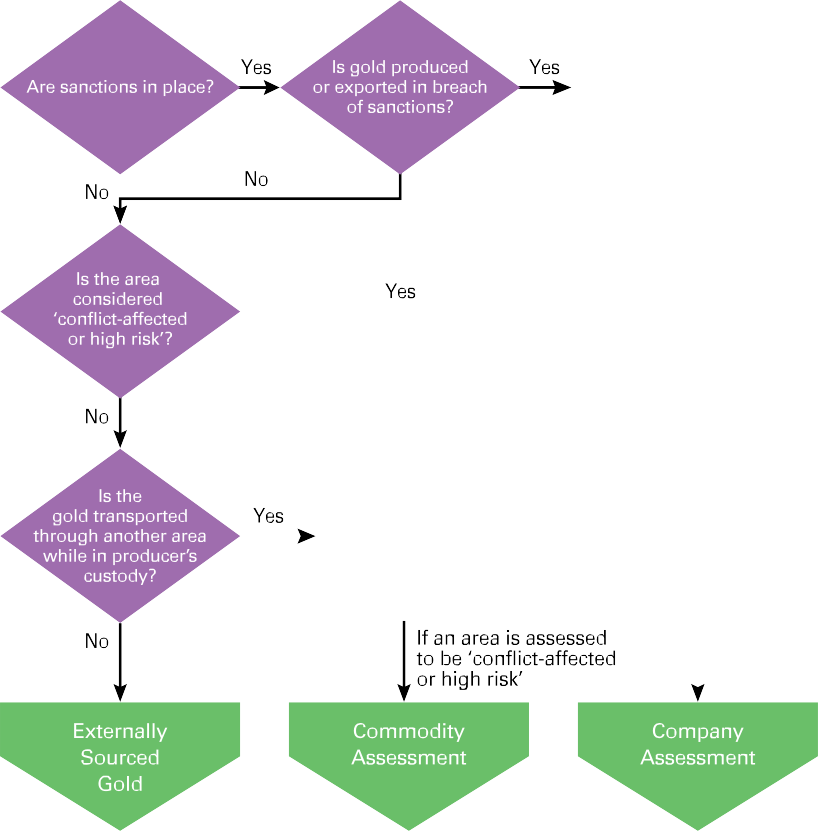 Are sanctions in place?
Yes
Is gold produced
or exported in breach
of sanctions?
Yes
No
No
Is the area
considered
‘conflict-affected
or high risk’?
Yes
No
Is the
gold transported
through another area
while in producer’s
custody?
Yes
No
If an area is assessed
to be ‘conflict-affected
or high risk’
Externally
Sourced
Gold
Commodity
Assessment
Company
Assessment